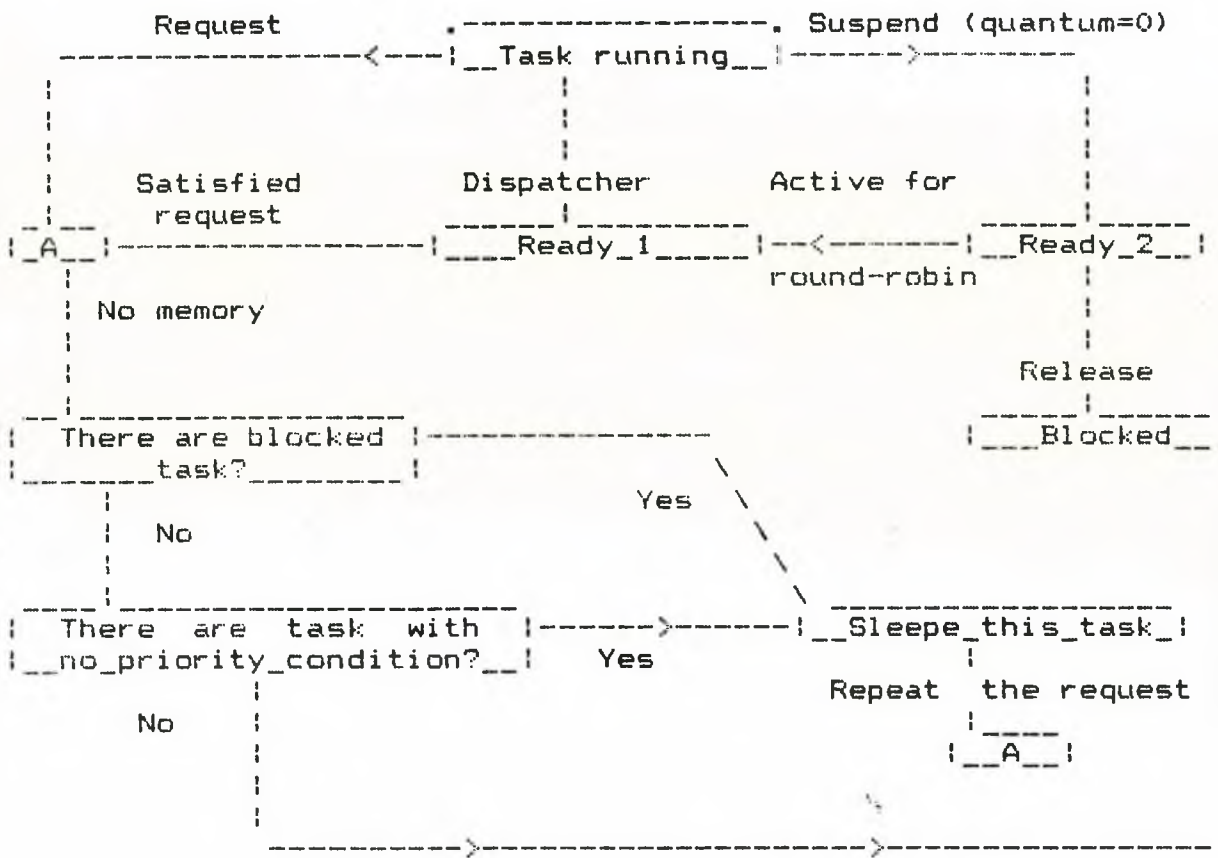 Request
Suspend (quantum=0)
Task running
Satisfied
request
Dispatcher
Active for
A
Ready_1
round-robin
Ready_2
No memory
Release
There are blocked
task?
Blocked
Yes
No
There are task with
no_priority_condition?
Yes
Sleepe_this_task
No
Repeat the request
A